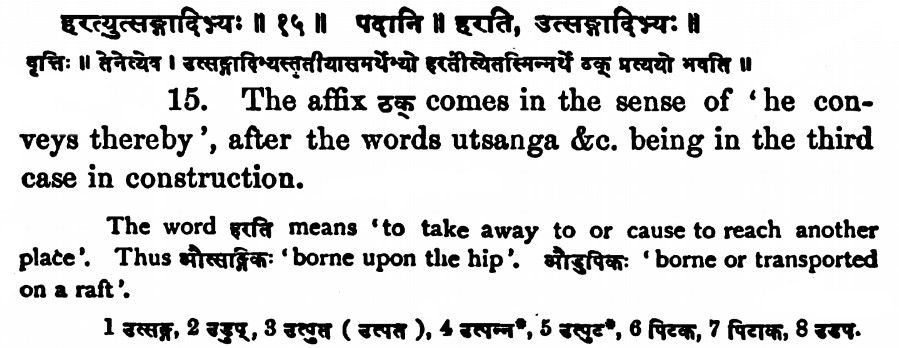 हरत्युत्सङ्गादिभ्यः ॥ १५ ॥ पदानि ॥ हरति, उत्सङ्गादिभ्यः ॥
वृत्तिः ॥ तेनेत्येव । उत्सङ्गादिभ्यस्तृतीयासमर्थेभ्यो हरतीत्येतस्मिन्नर्थे ठक् प्रत्ययो भवति ॥
15. The affix ठक् comes in the sense of ‘he con-
veys thereby’, after the words utsanga &c. being in the third
case in construction.
The word हरति means ‘to take away to or cause to reach another
place’. Thus औत्सङ्गिकः ‘borne upon the hip’. औडुपिकः ‘borne or transported
on a raft’.
1 उत्सङ्ग, 2 उडुप्, 3 उत्पुत ( उत्पत ), 4 उत्पन्न*, 5 उत्पुट*, 6 पिटक, 7 पिटाक, 8 उडप.